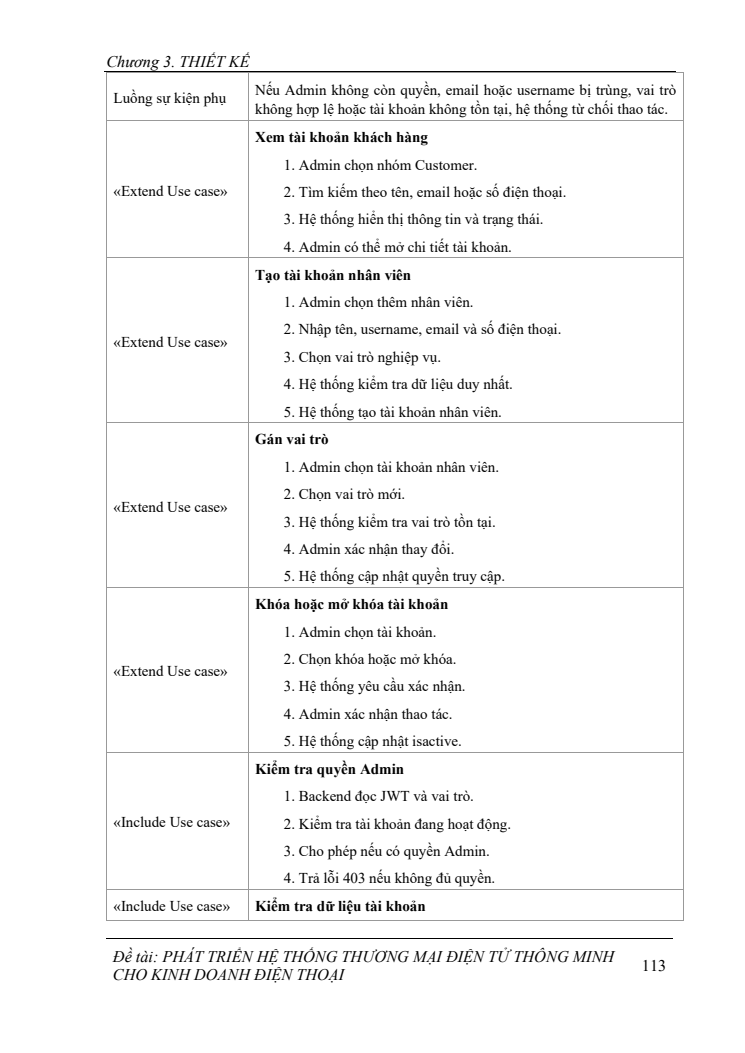 Chương 3. THIẾT KẾ
Luồng sự kiện phụ
Nếu Admin không còn quyền, email hoặc username bị trùng, vai trò
không hợp lệ hoặc tài khoản không tồn tại, hệ thống từ chối thao tác.
«Extend Use case»
Xem tài khoản khách hàng
1. Admin chọn nhóm Customer.
2. Tìm kiếm theo tên, email hoặc số điện thoại.
3. Hệ thống hiển thị thông tin và trạng thái.
4. Admin có thể mở chi tiết tài khoản.
«Extend Use case»
Tạo tài khoản nhân viên
1. Admin chọn thêm nhân viên.
2. Nhập tên, username, email và số điện thoại.
3. Chọn vai trò nghiệp vụ.
4. Hệ thống kiểm tra dữ liệu duy nhất.
5. Hệ thống tạo tài khoản nhân viên.
«Extend Use case»
Gán vai trò
1. Admin chọn tài khoản nhân viên.
2. Chọn vai trò mới.
3. Hệ thống kiểm tra vai trò tồn tại.
4. Admin xác nhận thay đổi.
5. Hệ thống cập nhật quyền truy cập.
«Extend Use case»
Khóa hoặc mở khóa tài khoản
1. Admin chọn tài khoản.
2. Chọn khóa hoặc mở khóa.
3. Hệ thống yêu cầu xác nhận.
4. Admin xác nhận thao tác.
5. Hệ thống cập nhật isactive.
«Include Use case»
Kiểm tra quyền Admin
1. Backend đọc JWT và vai trò.
2. Kiểm tra tài khoản đang hoạt động.
3. Cho phép nếu có quyền Admin.
4. Trả lỗi 403 nếu không đủ quyền.
«Include Use case»
Kiểm tra dữ liệu tài khoản
Đề tài: PHÁT TRIỂN HỆ THỐNG THƯƠNG MẠI ĐIỆN TỬ THÔNG MINH
CHO KINH DOANH ĐIỆN THOẠI
113